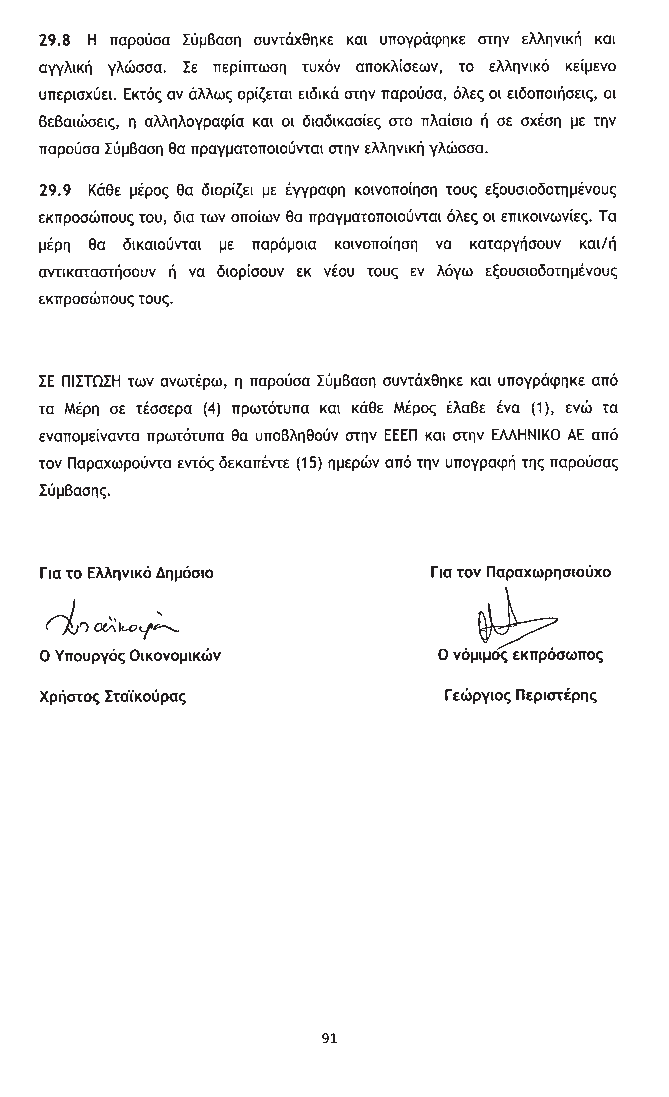 29.8 Η παρούσα Σύμβαση συντάχθηκε και υπογράφηκε στην ελληνική και
αγγλική γλώσσα. Σε περίπτωση τυχόν αποκλίσεων, το ελληνικό κείμενο
υπερισχύει. Εκτός αν άλλως ορίζεται ειδικά στην παρούσα, όλες οι ειδοποιήσεις, οι
βεβαιώσεις, η αλληλογραφία και οι διαδικασίες στο πλαίσιο ή σε σχέση με την
παρούσα Σύμβαση θα πραγματοποιούνται στην ελληνική γλώσσα.
29.9 Κάθε μέρος θα διορίζει με έγγραφη κοινοποίηση τους εξουσιοδοτημένους
εκπροσώπους του, δια των οποίων θα πραγματοποιούνται όλες οι επικοινωνίες. Τα
μέρη θα δικαιούνται με παρόμοια κοινοποίηση να καταργήσουν και/ή
αντικαταστήσουν ή να διορίσουν εκ νέου τους εν λόγω εξουσιοδοτημένους
εκπροσώπους τους.
ΣΕ ΠΙΣΤΩΣΗ των ανωτέρω, η παρούσα Σύμβαση συντάχθηκε και υπογράφηκε από
τα Μέρη σε τέσσερα (4) πρωτότυπα και κάθε Μέρος έλαβε ένα (1), ενώ τα
εναπομείναντα πρωτότυπα θα υποβληθούν στην ΕΕΕΠ και στην ΕΛΛΗΝΙΚΟ ΑΕ από
τον Παραχωρούντα εντός δεκαπέντε (15) ημερών από την υπογραφή της παρούσας
Σύμβασης.
Για το Ελληνικό Δημόσιο Για τον Παραχωρησιούχο
Ο Υπουργός Οικονομικών Ο νόμιμος εκπρόσωπος
Χρήστος Σταϊκούρας Γεώργιος Περιστέρης
91